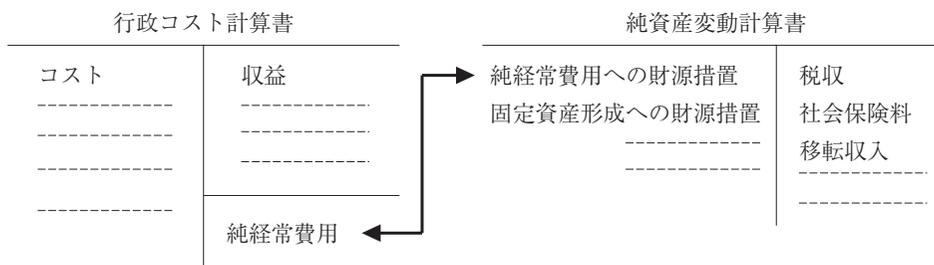 行政コスト計算書
コスト
収益
純経常費用
純資産変動計算書
純経常費用への財源措置
固定資産形成への財源措置
税収
社会保険料
移転収入